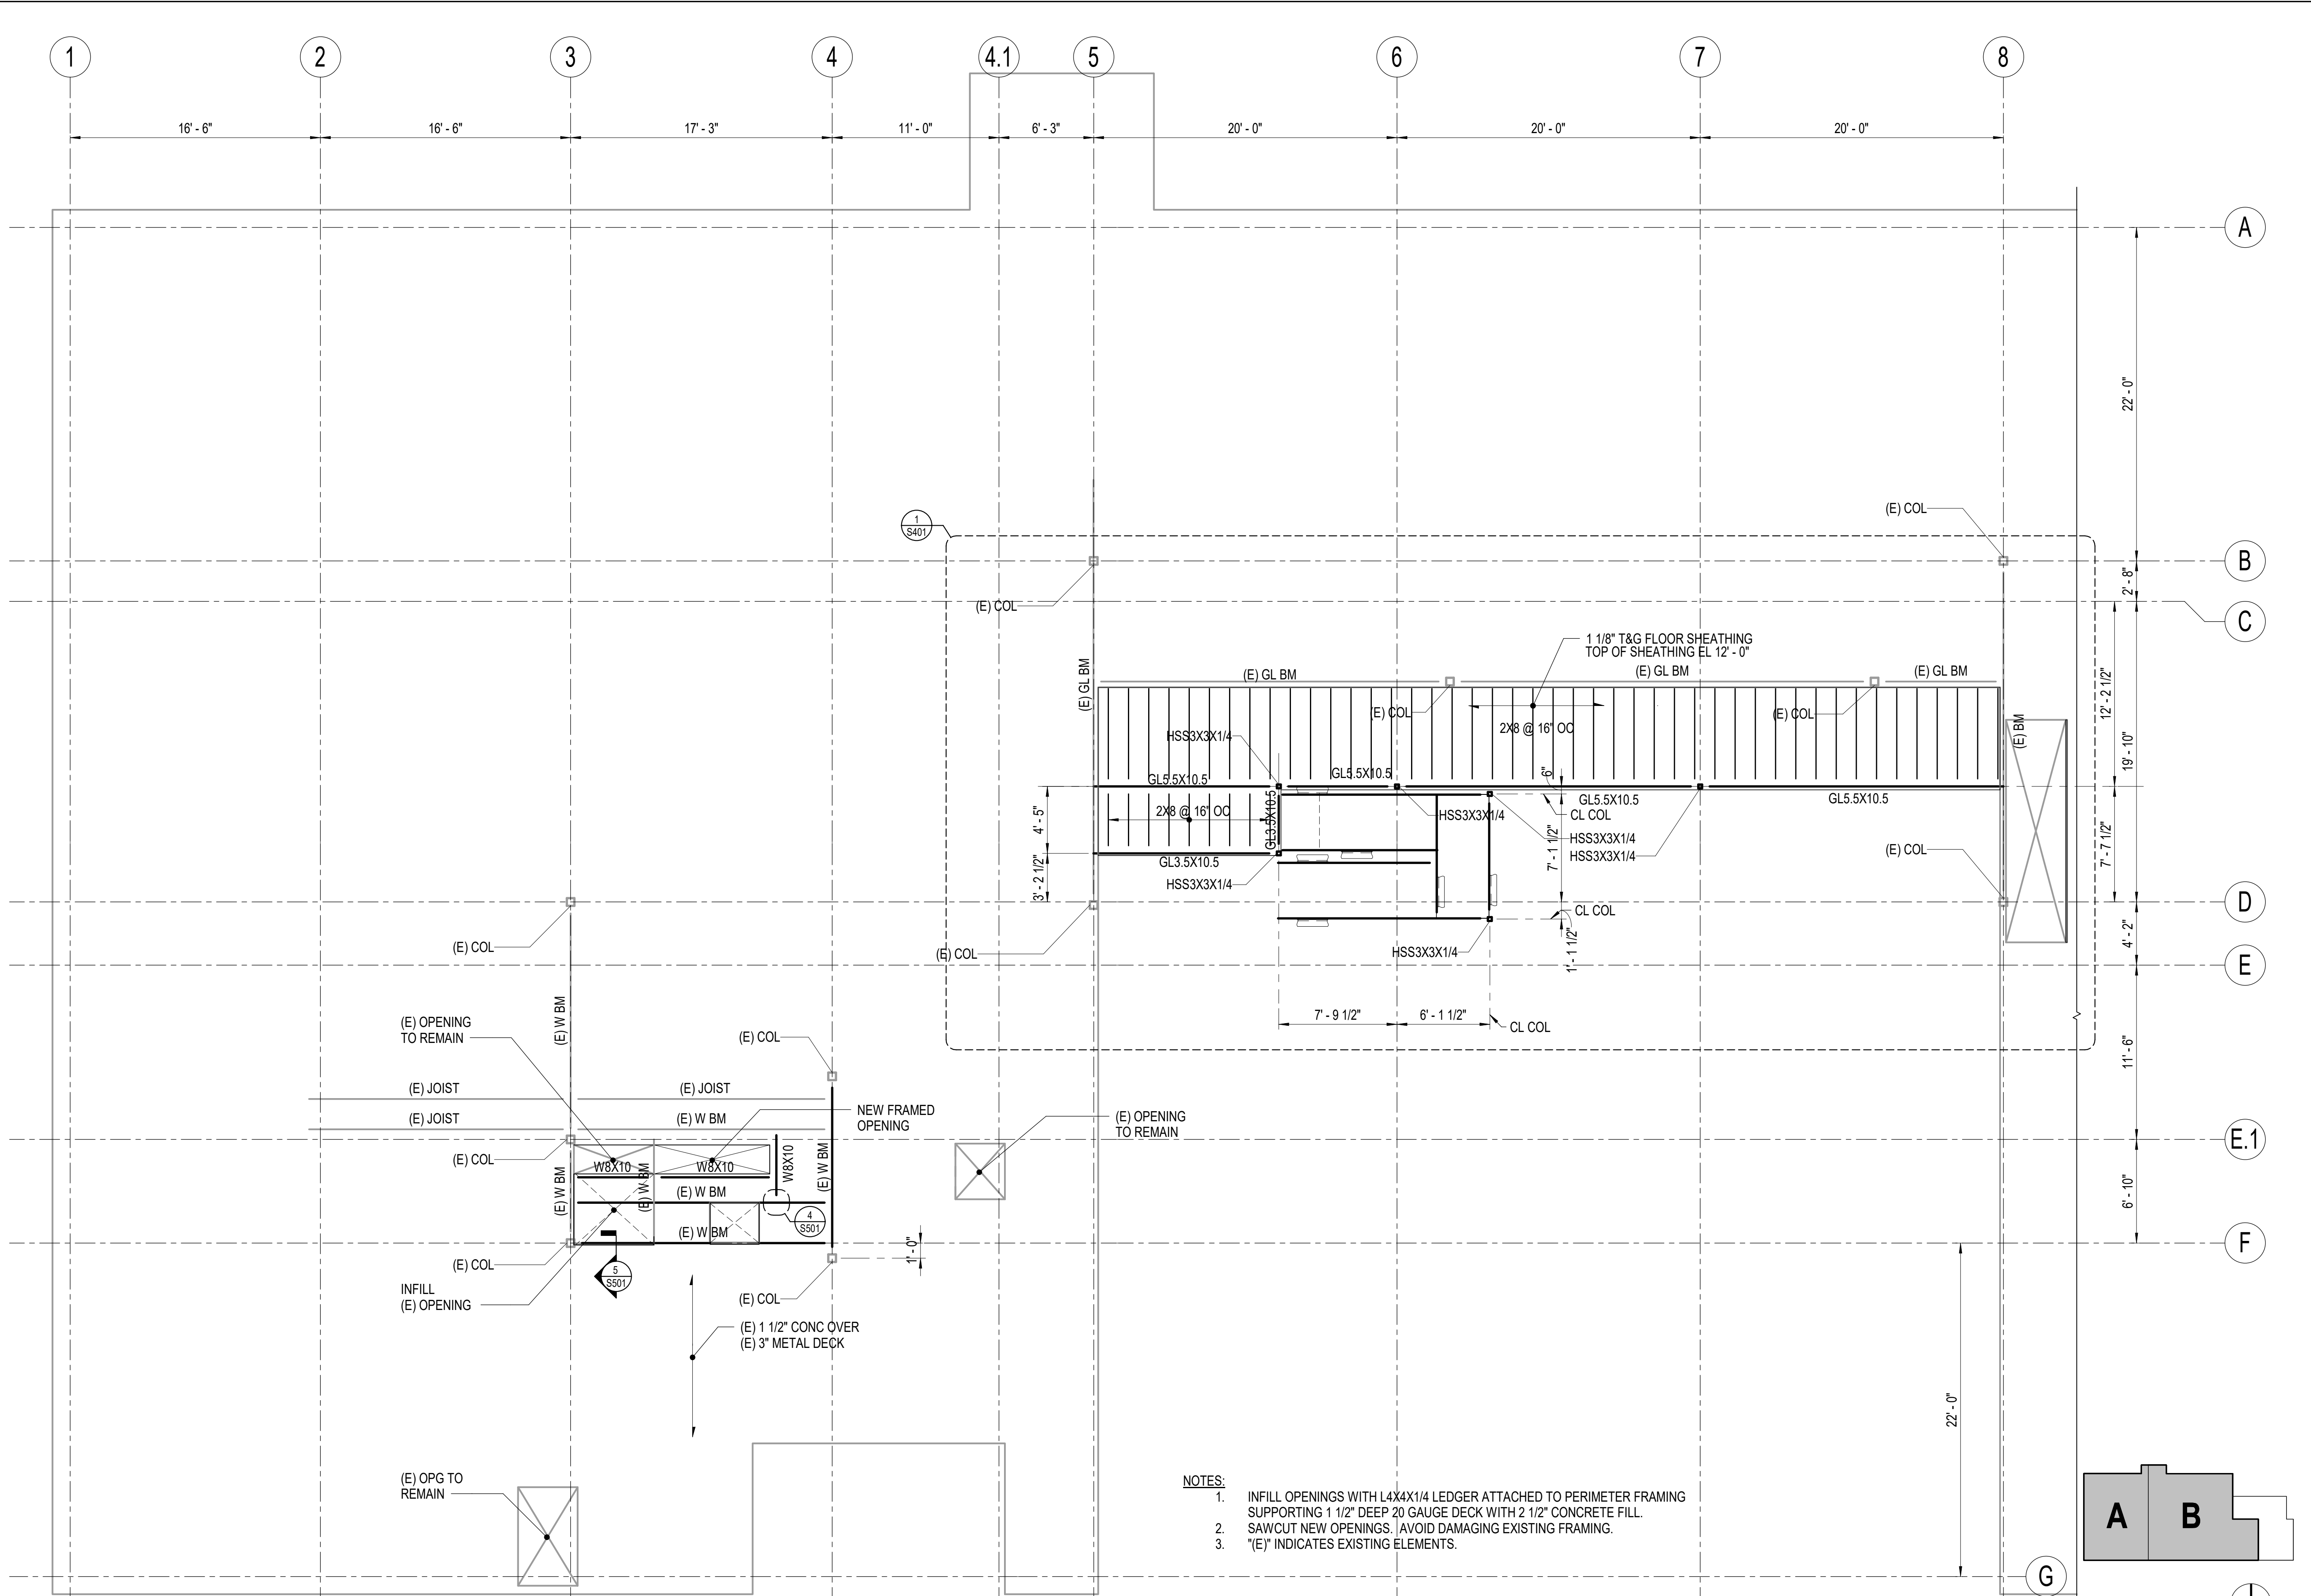 1
2
3
4
4.1
5
6
7
8
16' - 6"
16' - 6"
17' - 3"
11' - 0"
6' - 3"
20' - 0"
20' - 0"
20' - 0"
A
22' - 0"
(E) COL
1
S401
B
2' - 8"
(E) COL
C
1 1/8" T&G FLOOR SHEATHING
TOP OF SHEATHING EL 12' - 0"
(E) GL BM
(E) GL BM
(E) GL BM
(E) GL BM
12' - 2 1/2"
(E) COL
(E) COL
2X8 @ 16" OC
HSS3X3X1/4
(E) BM
19' - 10"
GL5.5X10.5
GL5.5X10.5
6"
GL5.5X10.5
GL5.5X10.5
4' - 5"
2X8 @ 16" OC
GL3.5X10.5
HSS3X3X1/4
CL COL
HSS3X3X1/4
HSS3X3X1/4
7' - 1 1/2"
7' - 7 1/2"
(E) COL
GL3.5X10.5
3' - 2 1/2"
HSS3X3X1/4
D
CL COL
(E) COL
(E) COL
HSS3X3X1/4
1' - 1 1/2"
4' - 2"
E
7' - 9 1/2"
6' - 1 1/2"
CL COL
(E) OPENING
TO REMAIN
(E) W BM
(E) COL
11' - 6"
(E) JOIST
(E) JOIST
(E) JOIST
(E) W BM
NEW FRAMED
OPENING
(E) OPENING
TO REMAIN
E.1
(E) COL
W8X10
W8X10
W8X10
(E) W BM
(E) W BM
(E) W BM
(E) W BM
6' - 10"
4
S501
(E) W BM
1' - 0"
F
(E) COL
5
S501
INFILL
(E) OPENING
(E) COL
(E) 1 1/2" CONC OVER
(E) 3" METAL DECK
22' - 0"
(E) OPG TO
REMAIN
NOTES:
1. INFILL OPENINGS WITH L4X4X1/4 LEDGER ATTACHED TO PERIMETER FRAMING
SUPPORTING 1 1/2" DEEP 20 GAUGE DECK WITH 2 1/2" CONCRETE FILL.
2. SAWCUT NEW OPENINGS. AVOID DAMAGING EXISTING FRAMING.
3. "(E)" INDICATES EXISTING ELEMENTS.
A
B
G